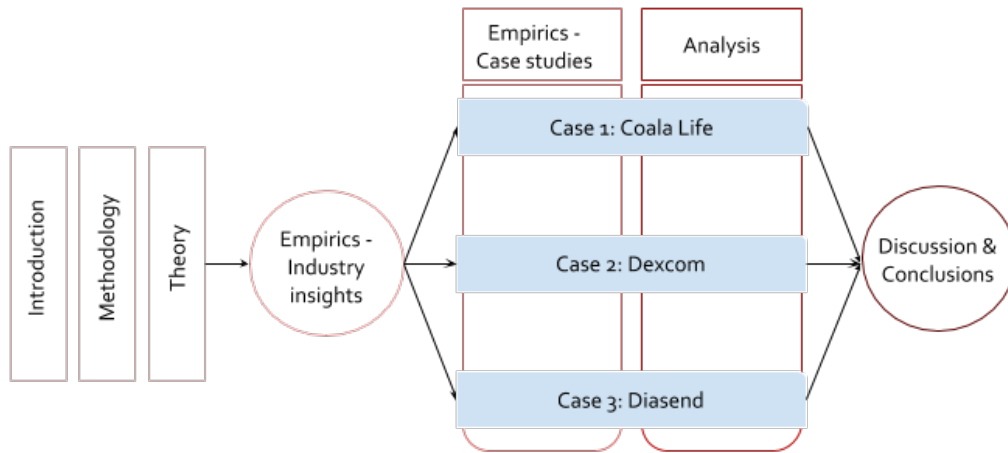 Introduction
Methodology
Theory
Empirics -
Industry
insights
Empirics -
Case studies
Analysis
Case 1: Coala Life
Case 2: Dexcom
Case 3: Diasend
Discussion &
Conclusions